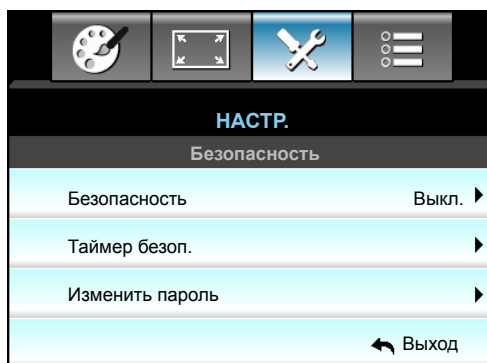 НАСТР.
Безопасность
Безопасность Выкл.
Таймер безоп.
Изменить пароль
Выход